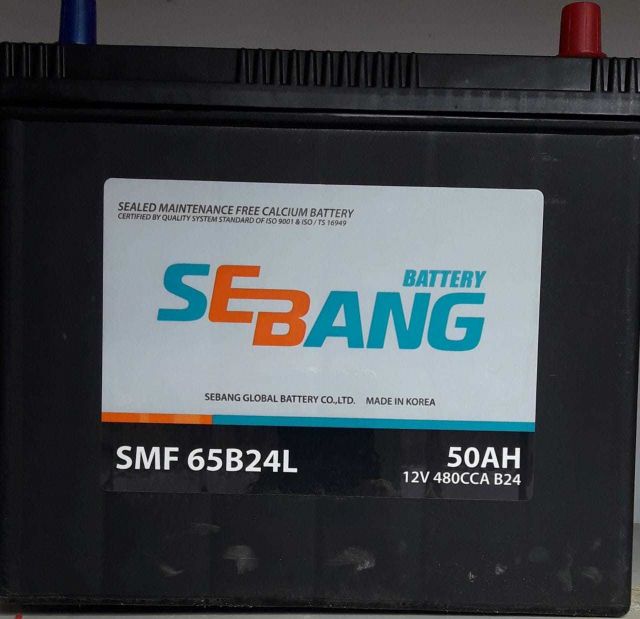 SEALED MAINTENANCE FREE CALCIUM BATTERY
CERTIFIED BY QUALITY SYSTEM STANDARD OF ISO 9001 & ISO / TS 16949
BATTERY
SEBANG
SEBANG GLOBAL BATTERY CO.,LTD. MADE IN KOREA
SMF 65B24L
50AH
12V 480CCA B24